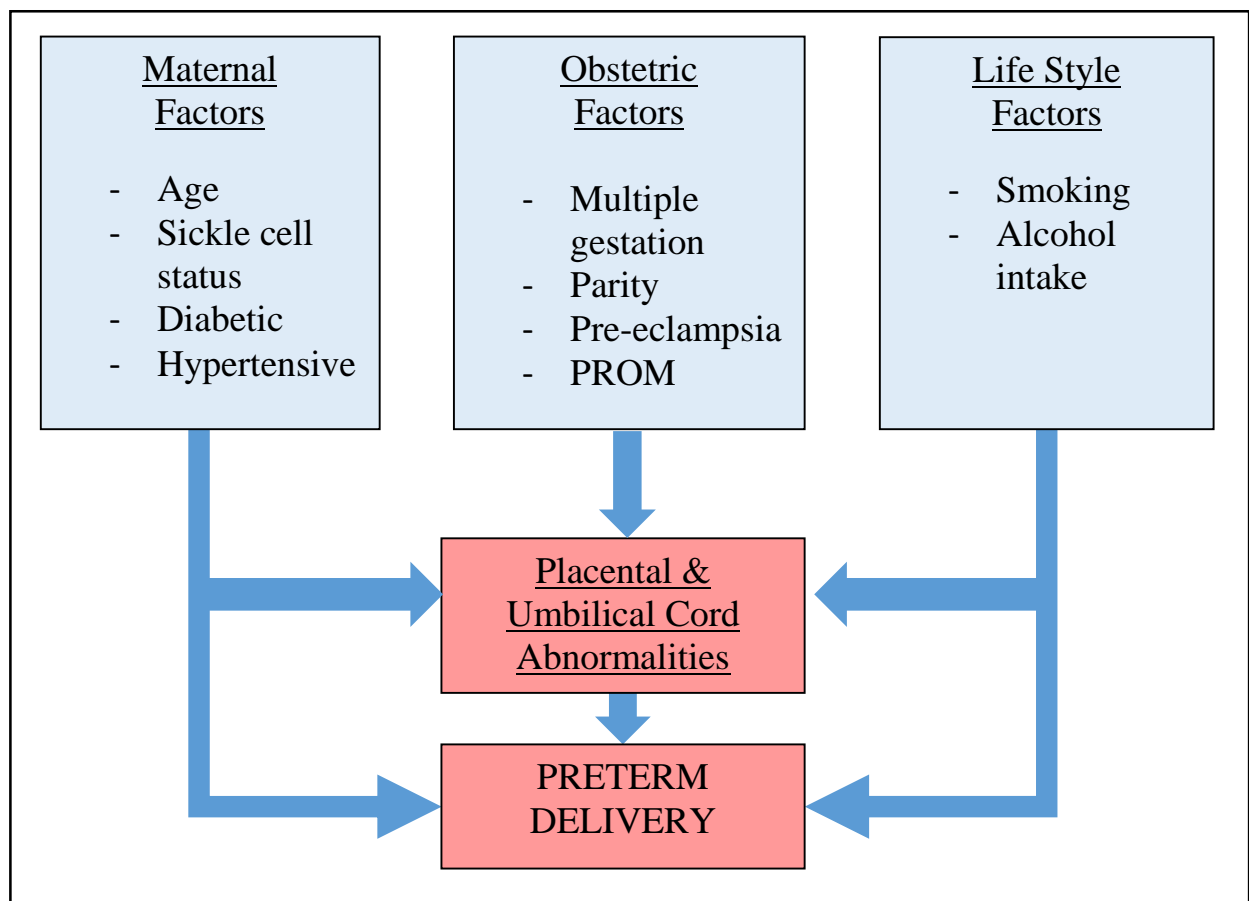 Maternal
Factors
- Age
- Sickle cell
status
- Diabetic
- Hypertensive
Obstetric
Factors
- Multiple
gestation
- Parity
- Pre-eclampsia
- PROM
Life Style
Factors
- Smoking
- Alcohol
intake
Placental &
Umbilical Cord
Abnormalities
PRETERM
DELIVERY